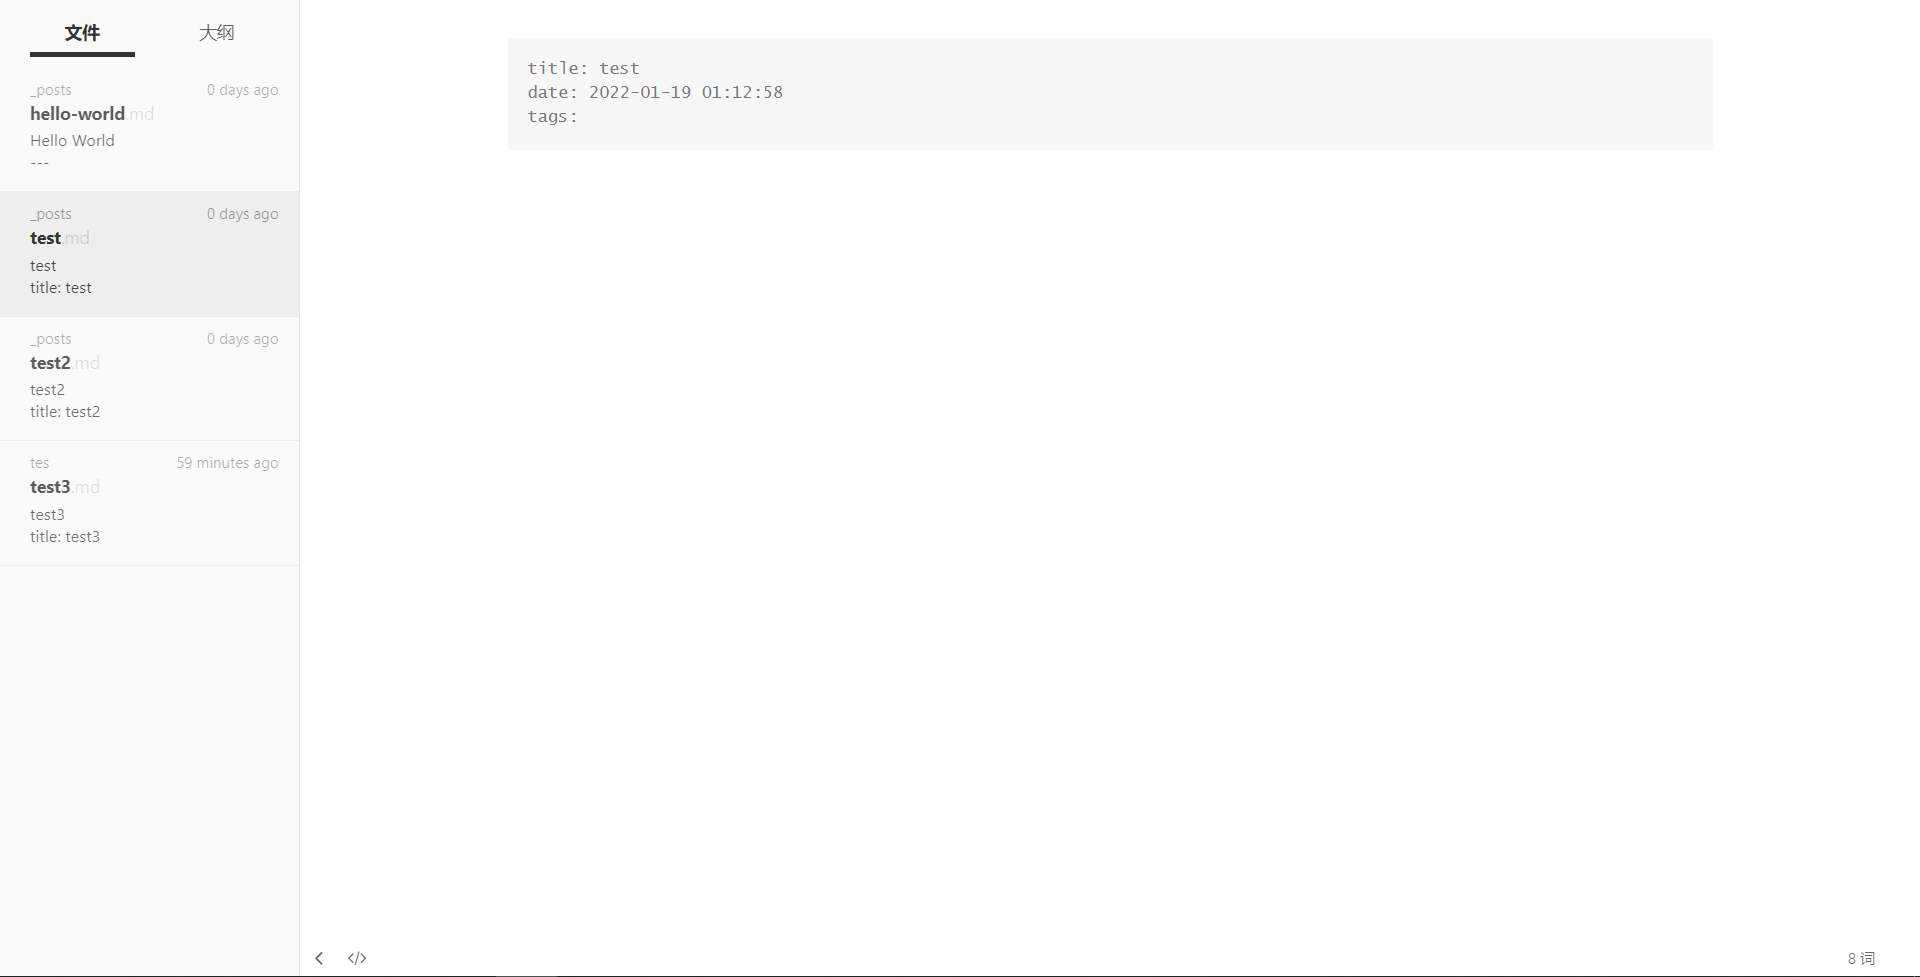 文件 大纲
_posts 0 days ago
hello-world.md
Hello World
---
_posts 0 days ago
test.md
test
title: test
_posts 0 days ago
test2.md
test2
title: test2
tes 59 minutes ago
test3.md
test3
title: test3
title: test
date: 2022-01-19 01:12:58
tags:
</> 8 词